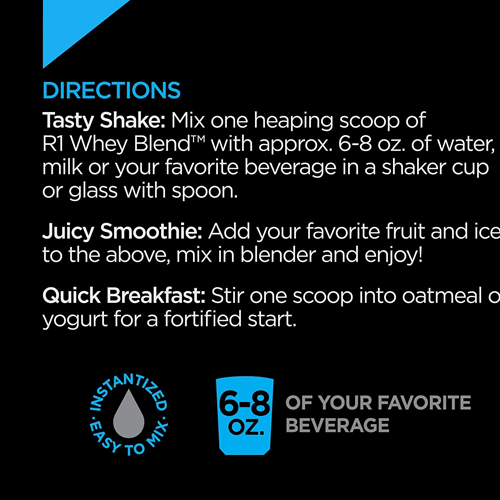 DIRECTIONS
Tasty Shake: Mix one heaping scoop of
R1 Whey Blend™ with approx. 6-8 oz. of water,
milk or your favorite beverage in a shaker cup
or glass with spoon.
Juicy Smoothie: Add your favorite fruit and ice
to the above, mix in blender and enjoy!
Quick Breakfast: Stir one scoop into oatmeal o
yogurt for a fortified start.
INSTANTIZED
· EASY TO MIX ·
6-8
OZ.
OF YOUR FAVORITE
BEVERAGE